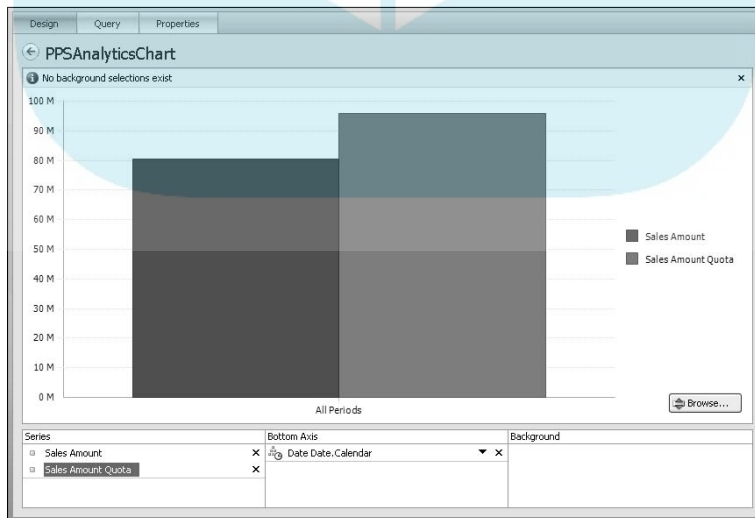 Design Query Properties
PPSAnalyticsChart
No background selections exist
100 M
90 M
80 M
70 M
60 M
50 M
40 M
30 M
20 M
10 M
0 M
All Periods
Sales Amount
Sales Amount Quota
Browse...
Series Bottom Axis Background
Sales Amount Date Date.Calendar
Sales Amount Quota